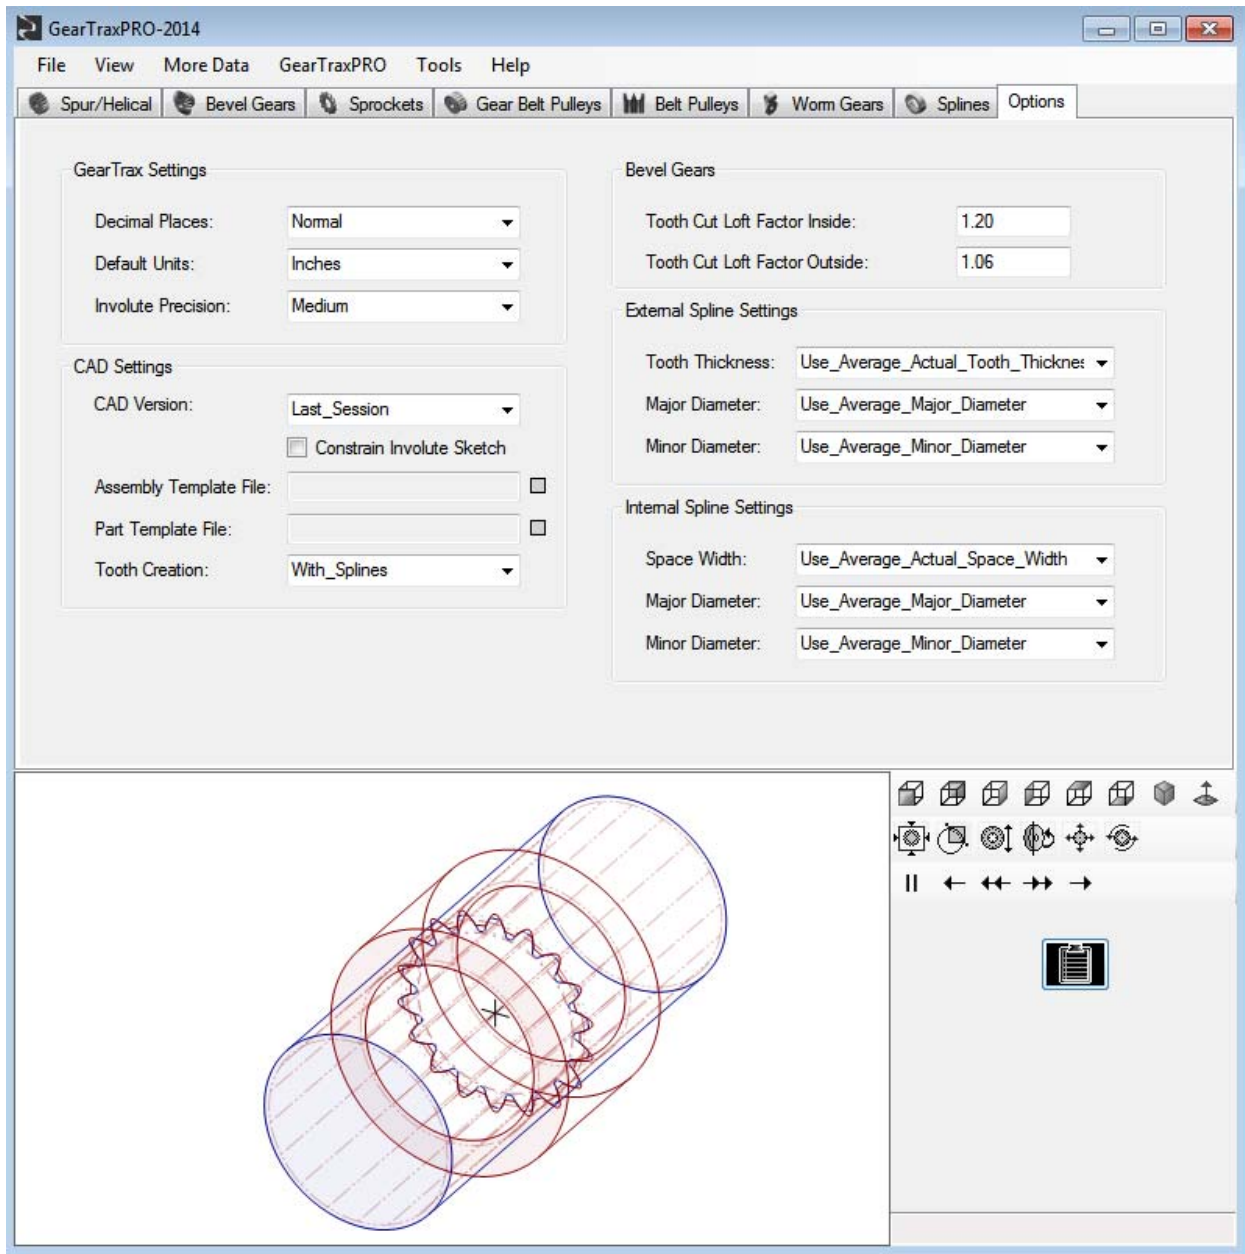 GearTraxPRO-2014
File View More Data GearTraxPRO Tools Help
Spur/Helical Bevel Gears Sprockets Gear Belt Pulleys Belt Pulleys Worm Gears Splines Options
GearTrax Settings
Decimal Places: Normal
Default Units: Inches
Involute Precision: Medium
CAD Settings
CAD Version: Last_Session
Constrain Involute Sketch
Assembly Template File:
Part Template File:
Tooth Creation: With_Splines
Bevel Gears
Tooth Cut Loft Factor Inside: 1.20
Tooth Cut Loft Factor Outside: 1.06
External Spline Settings
Tooth Thickness: Use_Average_Actual_Tooth_Thicknes
Major Diameter: Use_Average_Major_Diameter
Minor Diameter: Use_Average_Minor_Diameter
Internal Spline Settings
Space Width: Use_Average_Actual_Space_Width
Major Diameter: Use_Average_Major_Diameter
Minor Diameter: Use_Average_Minor_Diameter